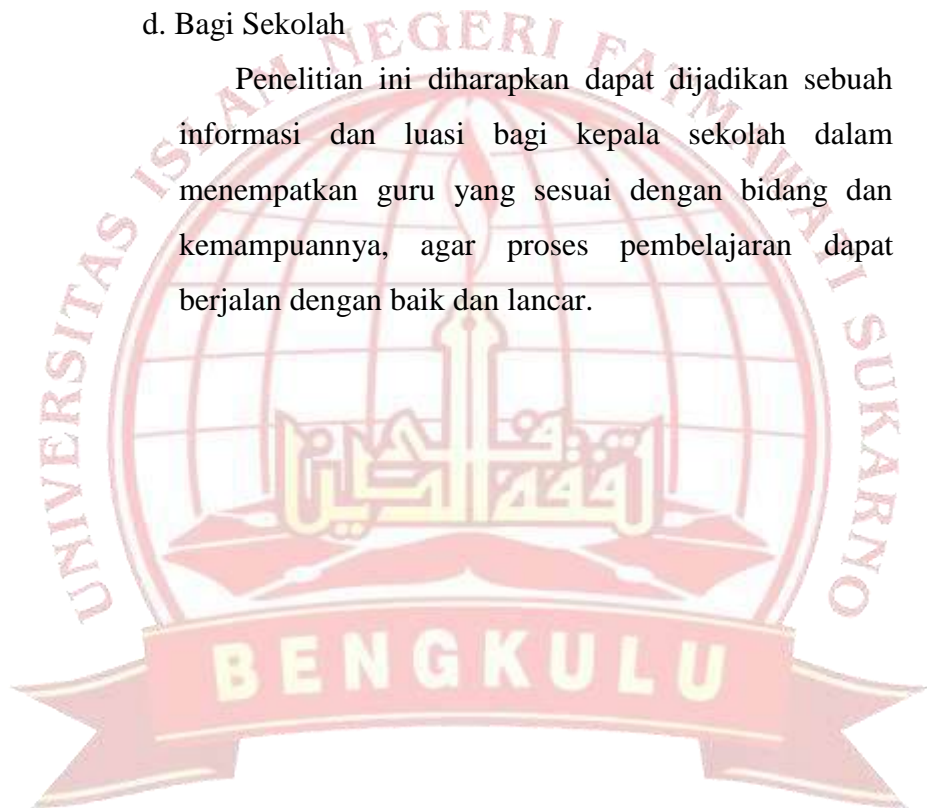 d. Bagi Sekolah
Penelitian ini diharapkan dapat dijadikan sebuah
informasi dan luasi bagi kepala sekolah dalam
menempatkan guru yang sesuai dengan bidang dan
kemampuannya, agar proses pembelajaran dapat
berjalan dengan baik dan lancar.
UNIVERSITAS ISLAM NEGERI FATMAWATI SUKARNO
BENGKULU